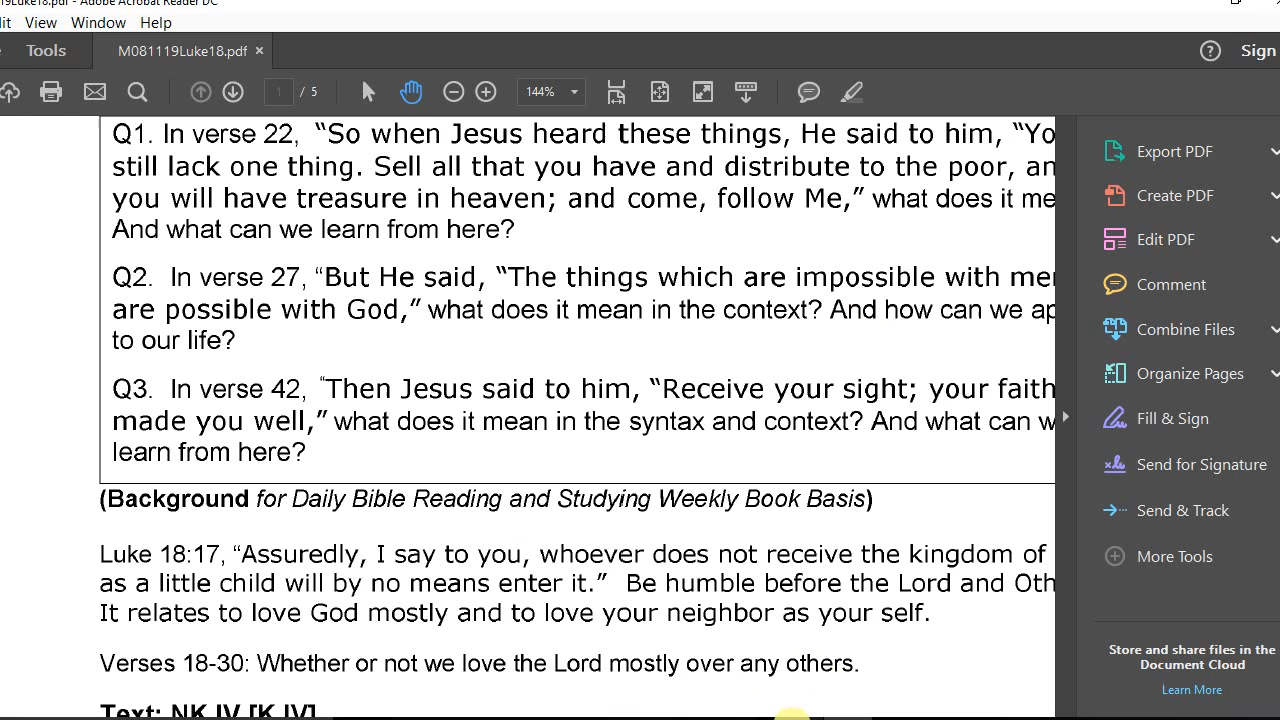 19Luke18.pdf - Adobe Acrobat Reader DC
it View Window Help
Tools M081119Luke18.pdf × Sign
1 / 5 144%
Q1. In verse 22, “So when Jesus heard these things, He said to him, “Yo
still lack one thing. Sell all that you have and distribute to the poor, an
you will have treasure in heaven; and come, follow Me,” what does it me
And what can we learn from here?
Q2. In verse 27, “But He said, “The things which are impossible with mer
are possible with God,” what does it mean in the context? And how can we ap
to our life?
Q3. In verse 42, “Then Jesus said to him, “Receive your sight; your faith
made you well,” what does it mean in the syntax and context? And what can w
learn from here?
(Background for Daily Bible Reading and Studying Weekly Book Basis)
Luke 18:17, “Assuredly, I say to you, whoever does not receive the kingdom of
as a little child will by no means enter it.” Be humble before the Lord and Oth
It relates to love God mostly and to love your neighbor as your self.
Verses 18-30: Whether or not we love the Lord mostly over any others.
Text: NKJV [KJV]
Export PDF
Create PDF
Edit PDF
Comment
Combine Files
Organize Pages
Fill & Sign
Send for Signature
Send & Track
More Tools
Store and share files in the
Document Cloud
Learn More